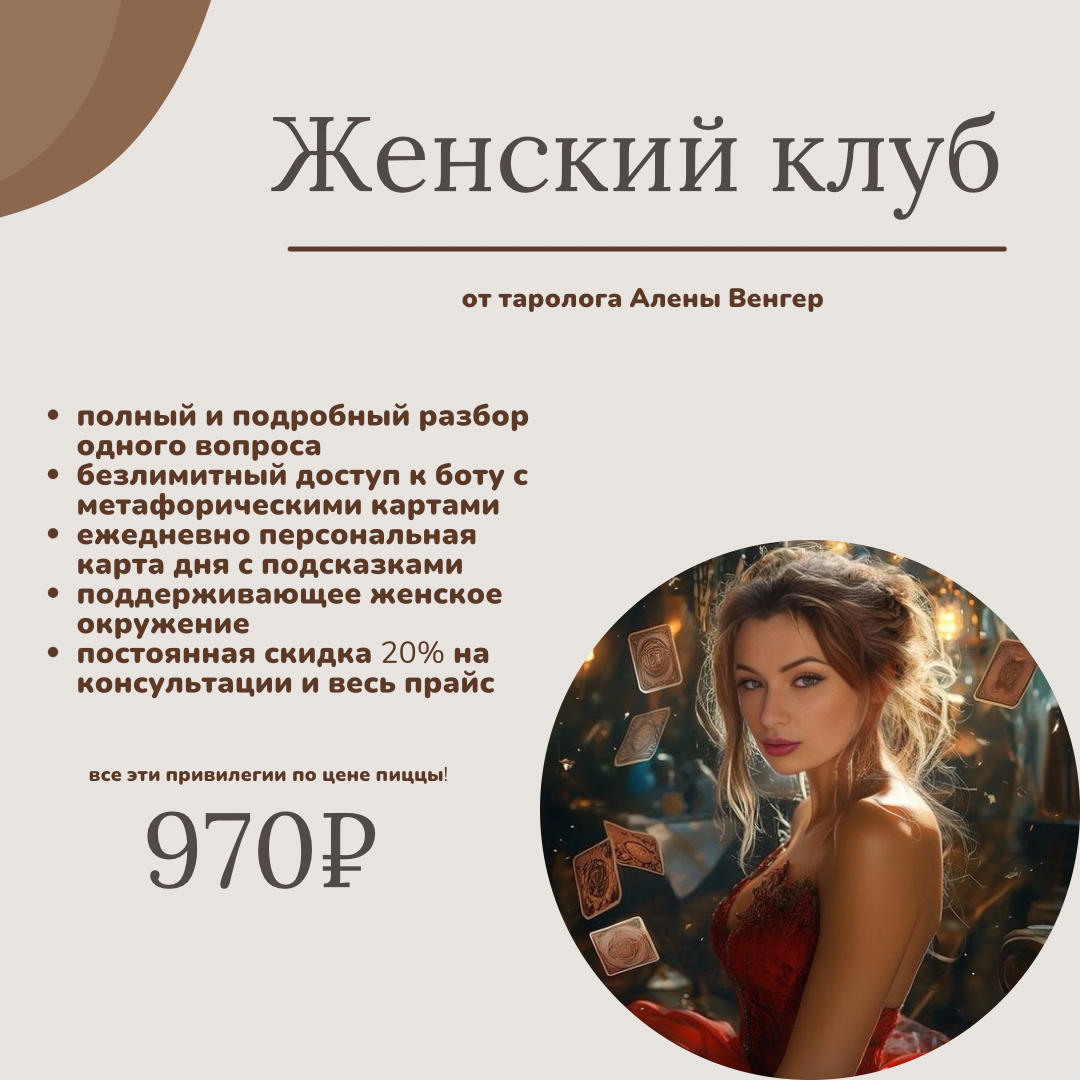 Женский клуб
от таролога Алены Венгер
• полный и подробный разбор
одного вопроса
• безлимитный доступ к боту с
метафорическими картами
• ежедневно персональная
карта дня с подсказками
• поддерживающее женское
окружение
• постоянная скидка 20% на
консультации и весь прайс
все эти привилегии по цене пиццы!
970₽